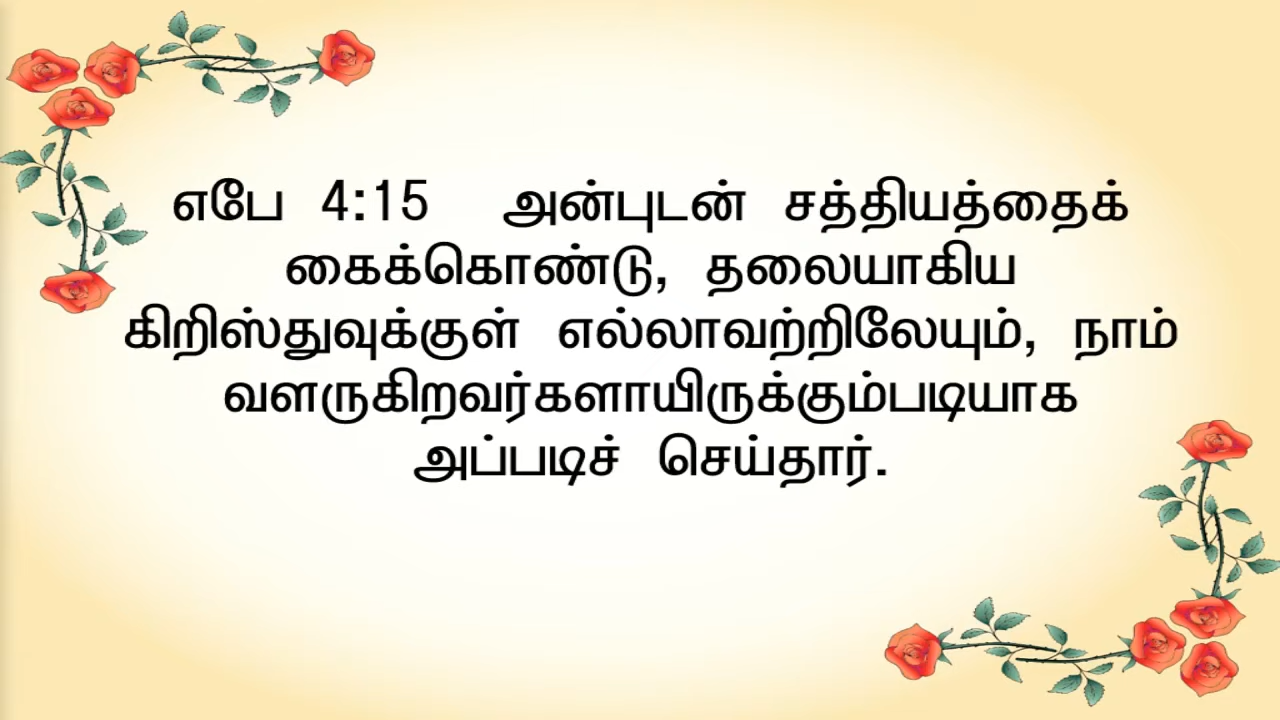 எபே 4:15 அன்புடன் சத்தியத்தைக்
கைக்கொண்டு, தலையாகிய
கிறிஸ்துவுக்குள் எல்லாவற்றிலேயும், நாம்
வளருகிறவர்களாயிருக்கும்படியாக
அப்படிச் செய்தார்.